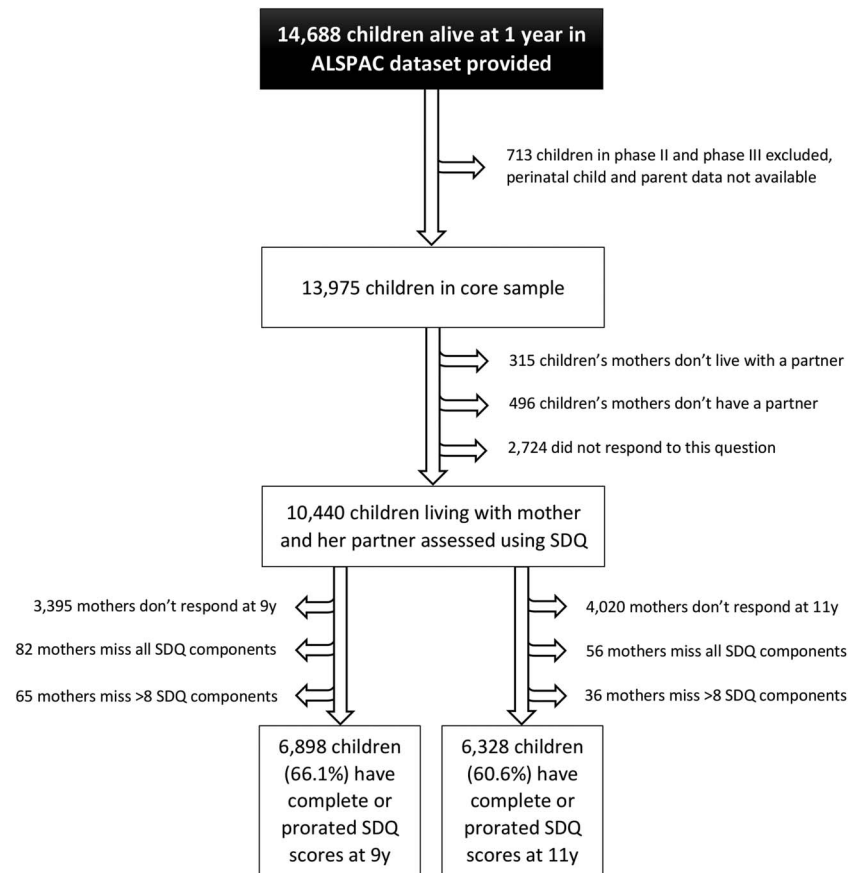 14,688 children alive at 1 year in
ALSPAC dataset provided
713 children in phase II and phase III excluded,
perinatal child and parent data not available
13,975 children in core sample
315 children’s mothers don’t live with a partner
496 children’s mothers don’t have a partner
2,724 did not respond to this question
10,440 children living with mother
and her partner assessed using SDQ
3,395 mothers don’t respond at 9y
82 mothers miss all SDQ components
65 mothers miss >8 SDQ components
4,020 mothers don’t respond at 11y
56 mothers miss all SDQ components
36 mothers miss >8 SDQ components
6,898 children
(66.1%) have
complete or
prorated SDQ
scores at 9y
6,328 children
(60.6%) have
complete or
prorated SDQ
scores at 11y